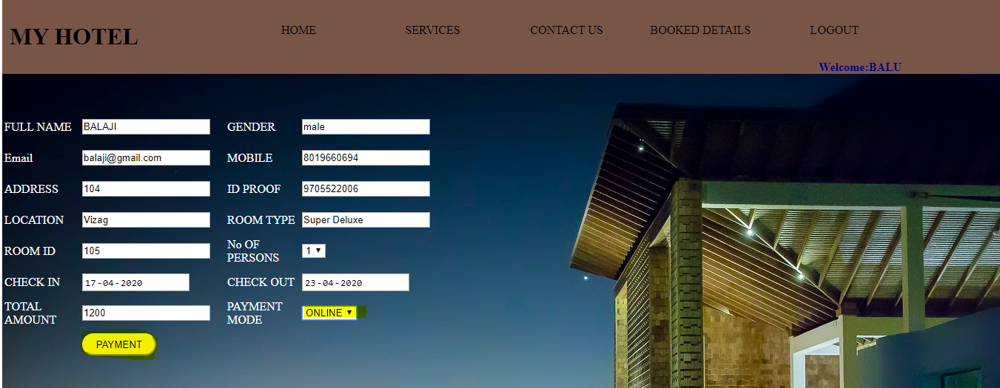 MY HOTEL
HOME SERVICES CONTACT US BOOKED DETAILS LOGOUT
Welcome:BALU
FULL NAME BALAJI GENDER male
Email balaji@gmail.com MOBILE 8019660694
ADDRESS 104 ID PROOF 9705522006
LOCATION Vizag ROOM TYPE Super Deluxe
ROOM ID 105 No OF PERSONS 1
CHECK IN 17-04-2020 CHECK OUT 23-04-2020
TOTAL AMOUNT 1200 PAYMENT MODE ONLINE
PAYMENT